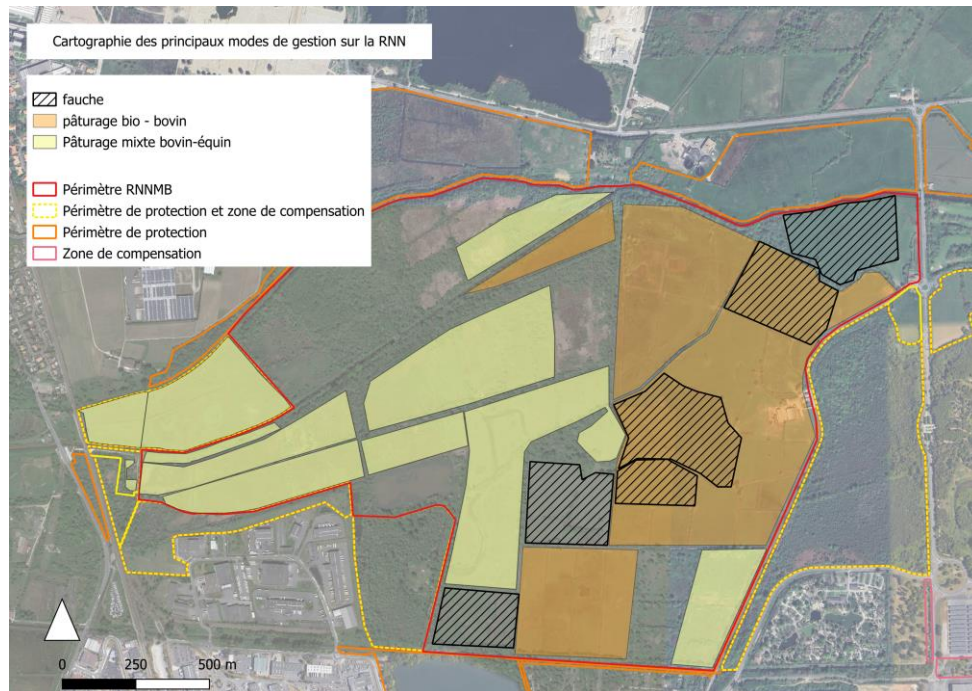 Cartographie des principaux modes de gestion sur la RNN
fauche
pâturage bio - bovin
Pâturage mixte bovin-équin
Périmètre RNNMB
Périmètre de protection et zone de compensation
Périmètre de protection
Zone de compensation
0 250 500 m